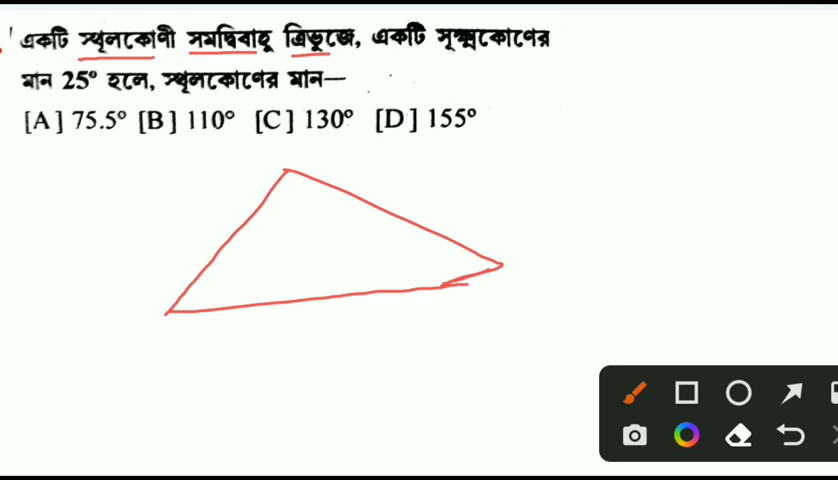 একটি স্থূলকোণী সমদ্বিবাহু ত্রিভুজে, একটি সূক্ষ্মকোণের
মান 25° হলে, স্থূলকোণের মান—
[A] 75.5° [B] 110° [C] 130° [D] 155°